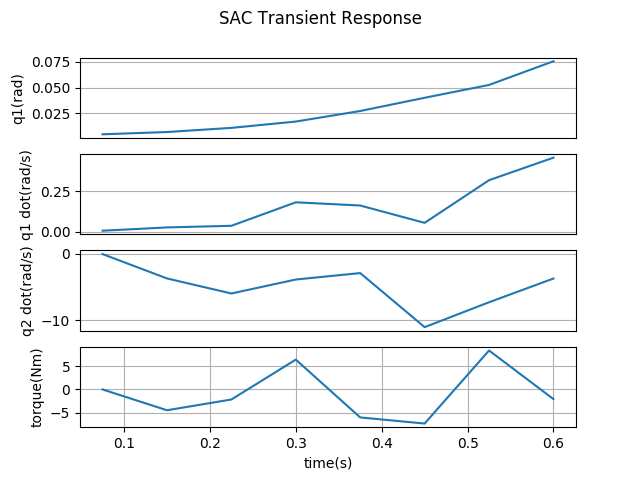 SAC Transient Response
0.075
0.050
0.025
q1(rad)
0.25
0.00
q1 dot(rad/s)
0
−10
q2 dot(rad/s)
5
0
−5
torque(Nm)
0.1 0.2 0.3 0.4 0.5 0.6
time(s)